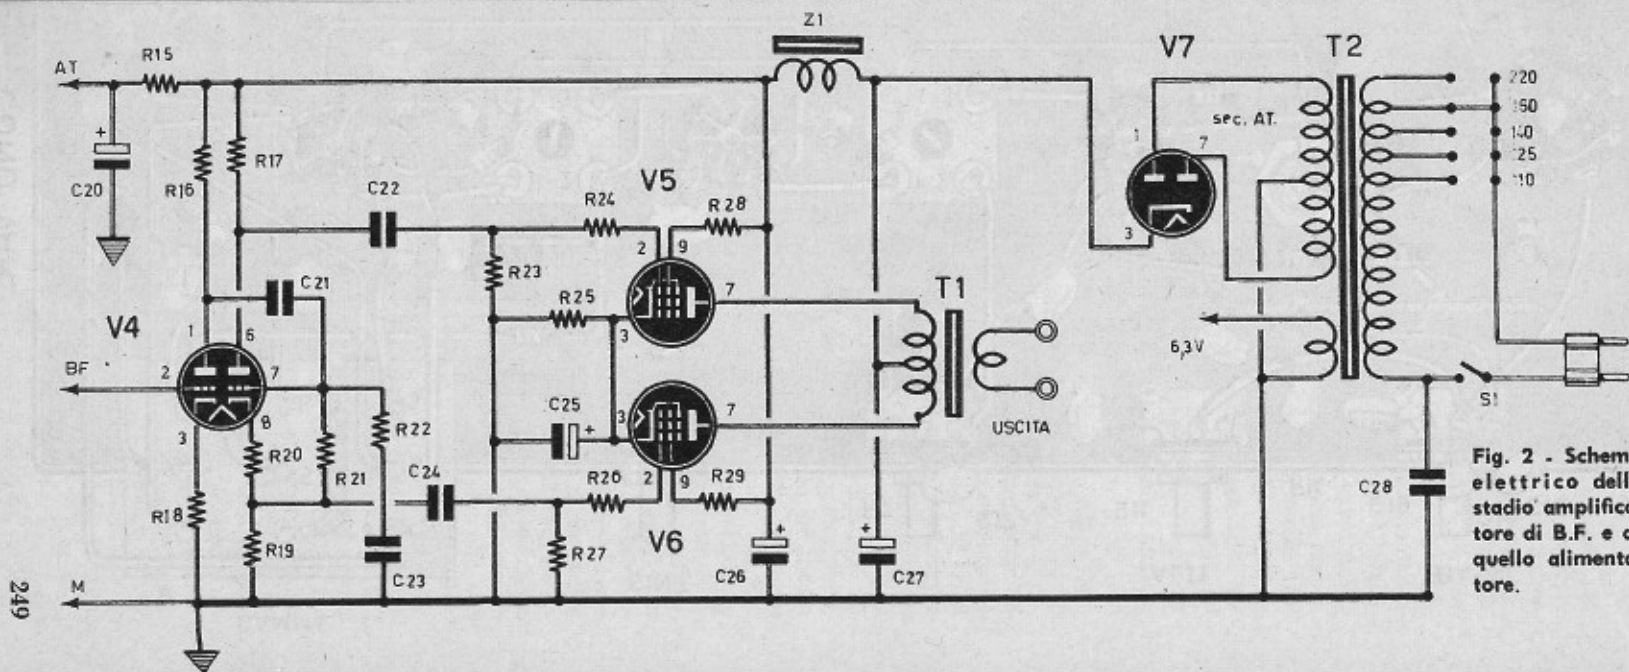 Z1
R15
AT
V7
T2
220
160
140
125
110
sec. AT.
+
C20
R16
R17
1
7
C22
V5
R24
R28
2
9
3
R23
C21
R25
7
T1
V4
1
6
3
6,3V
BF
2
7
8
C25
+
3
7
USCITA
S1
3
R20
R21
R22
C24
R26
R29
2
9
R18
V6
+
+
C28
R19
C23
R27
C26
C27
M
249
Fig. 2 - Schem
elettrico dell
stadio amplifica
tore di B.F. e d
quello alimenta
tore.